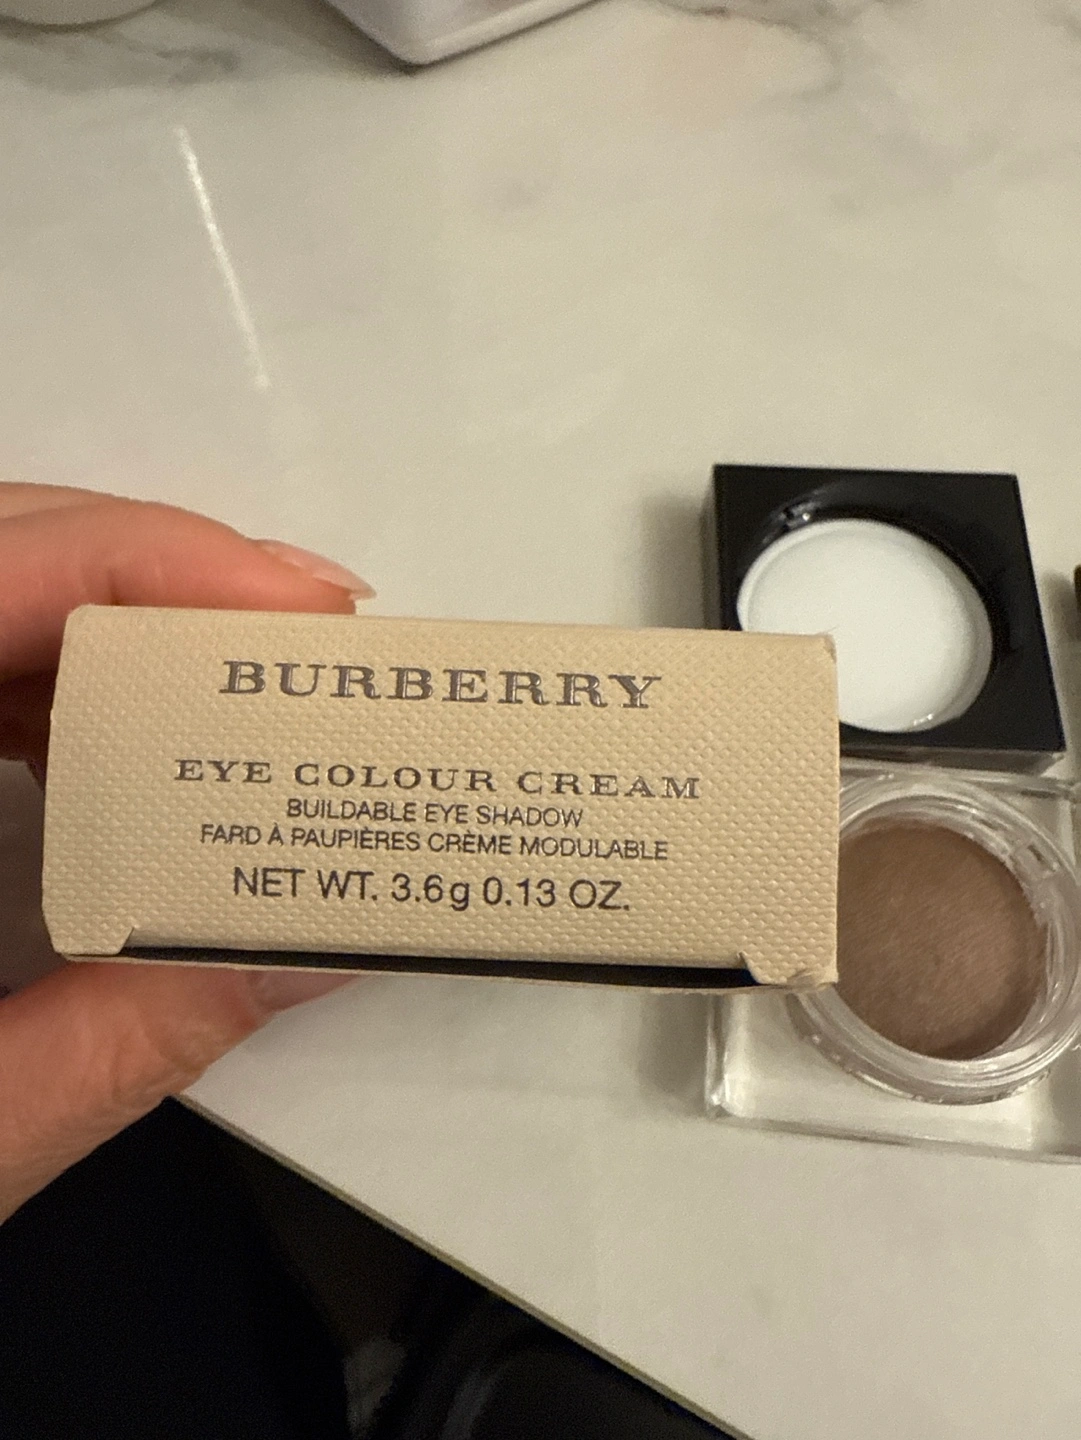 BURBERRY
EYE COLOUR CREAM
BUILDABLE EYE SHADOW
FARD À PAUPIÈRES CRÈME MODULABLE
NET WT. 3.6g 0.13 OZ.